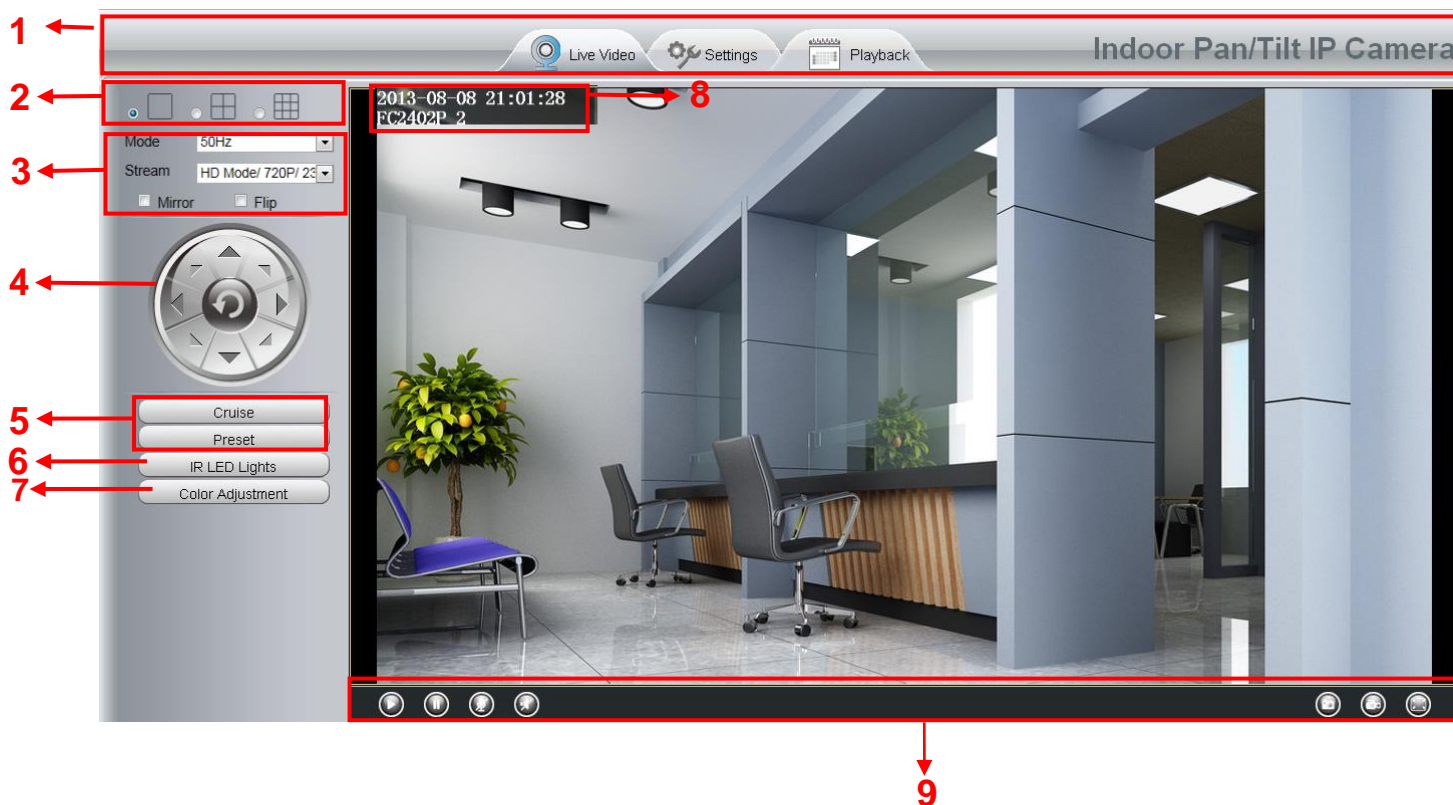 1
Live Video
Settings
Playback
Indoor Pan/Tilt IP Camera
2
8
2013-08-08 21:01:28
FC2402P 2
3
Mode 50Hz
Stream HD Mode/ 720P/ 23
Mirror Flip
4
5
Cruise
Preset
6
IR LED Lights
7
Color Adjustment
9